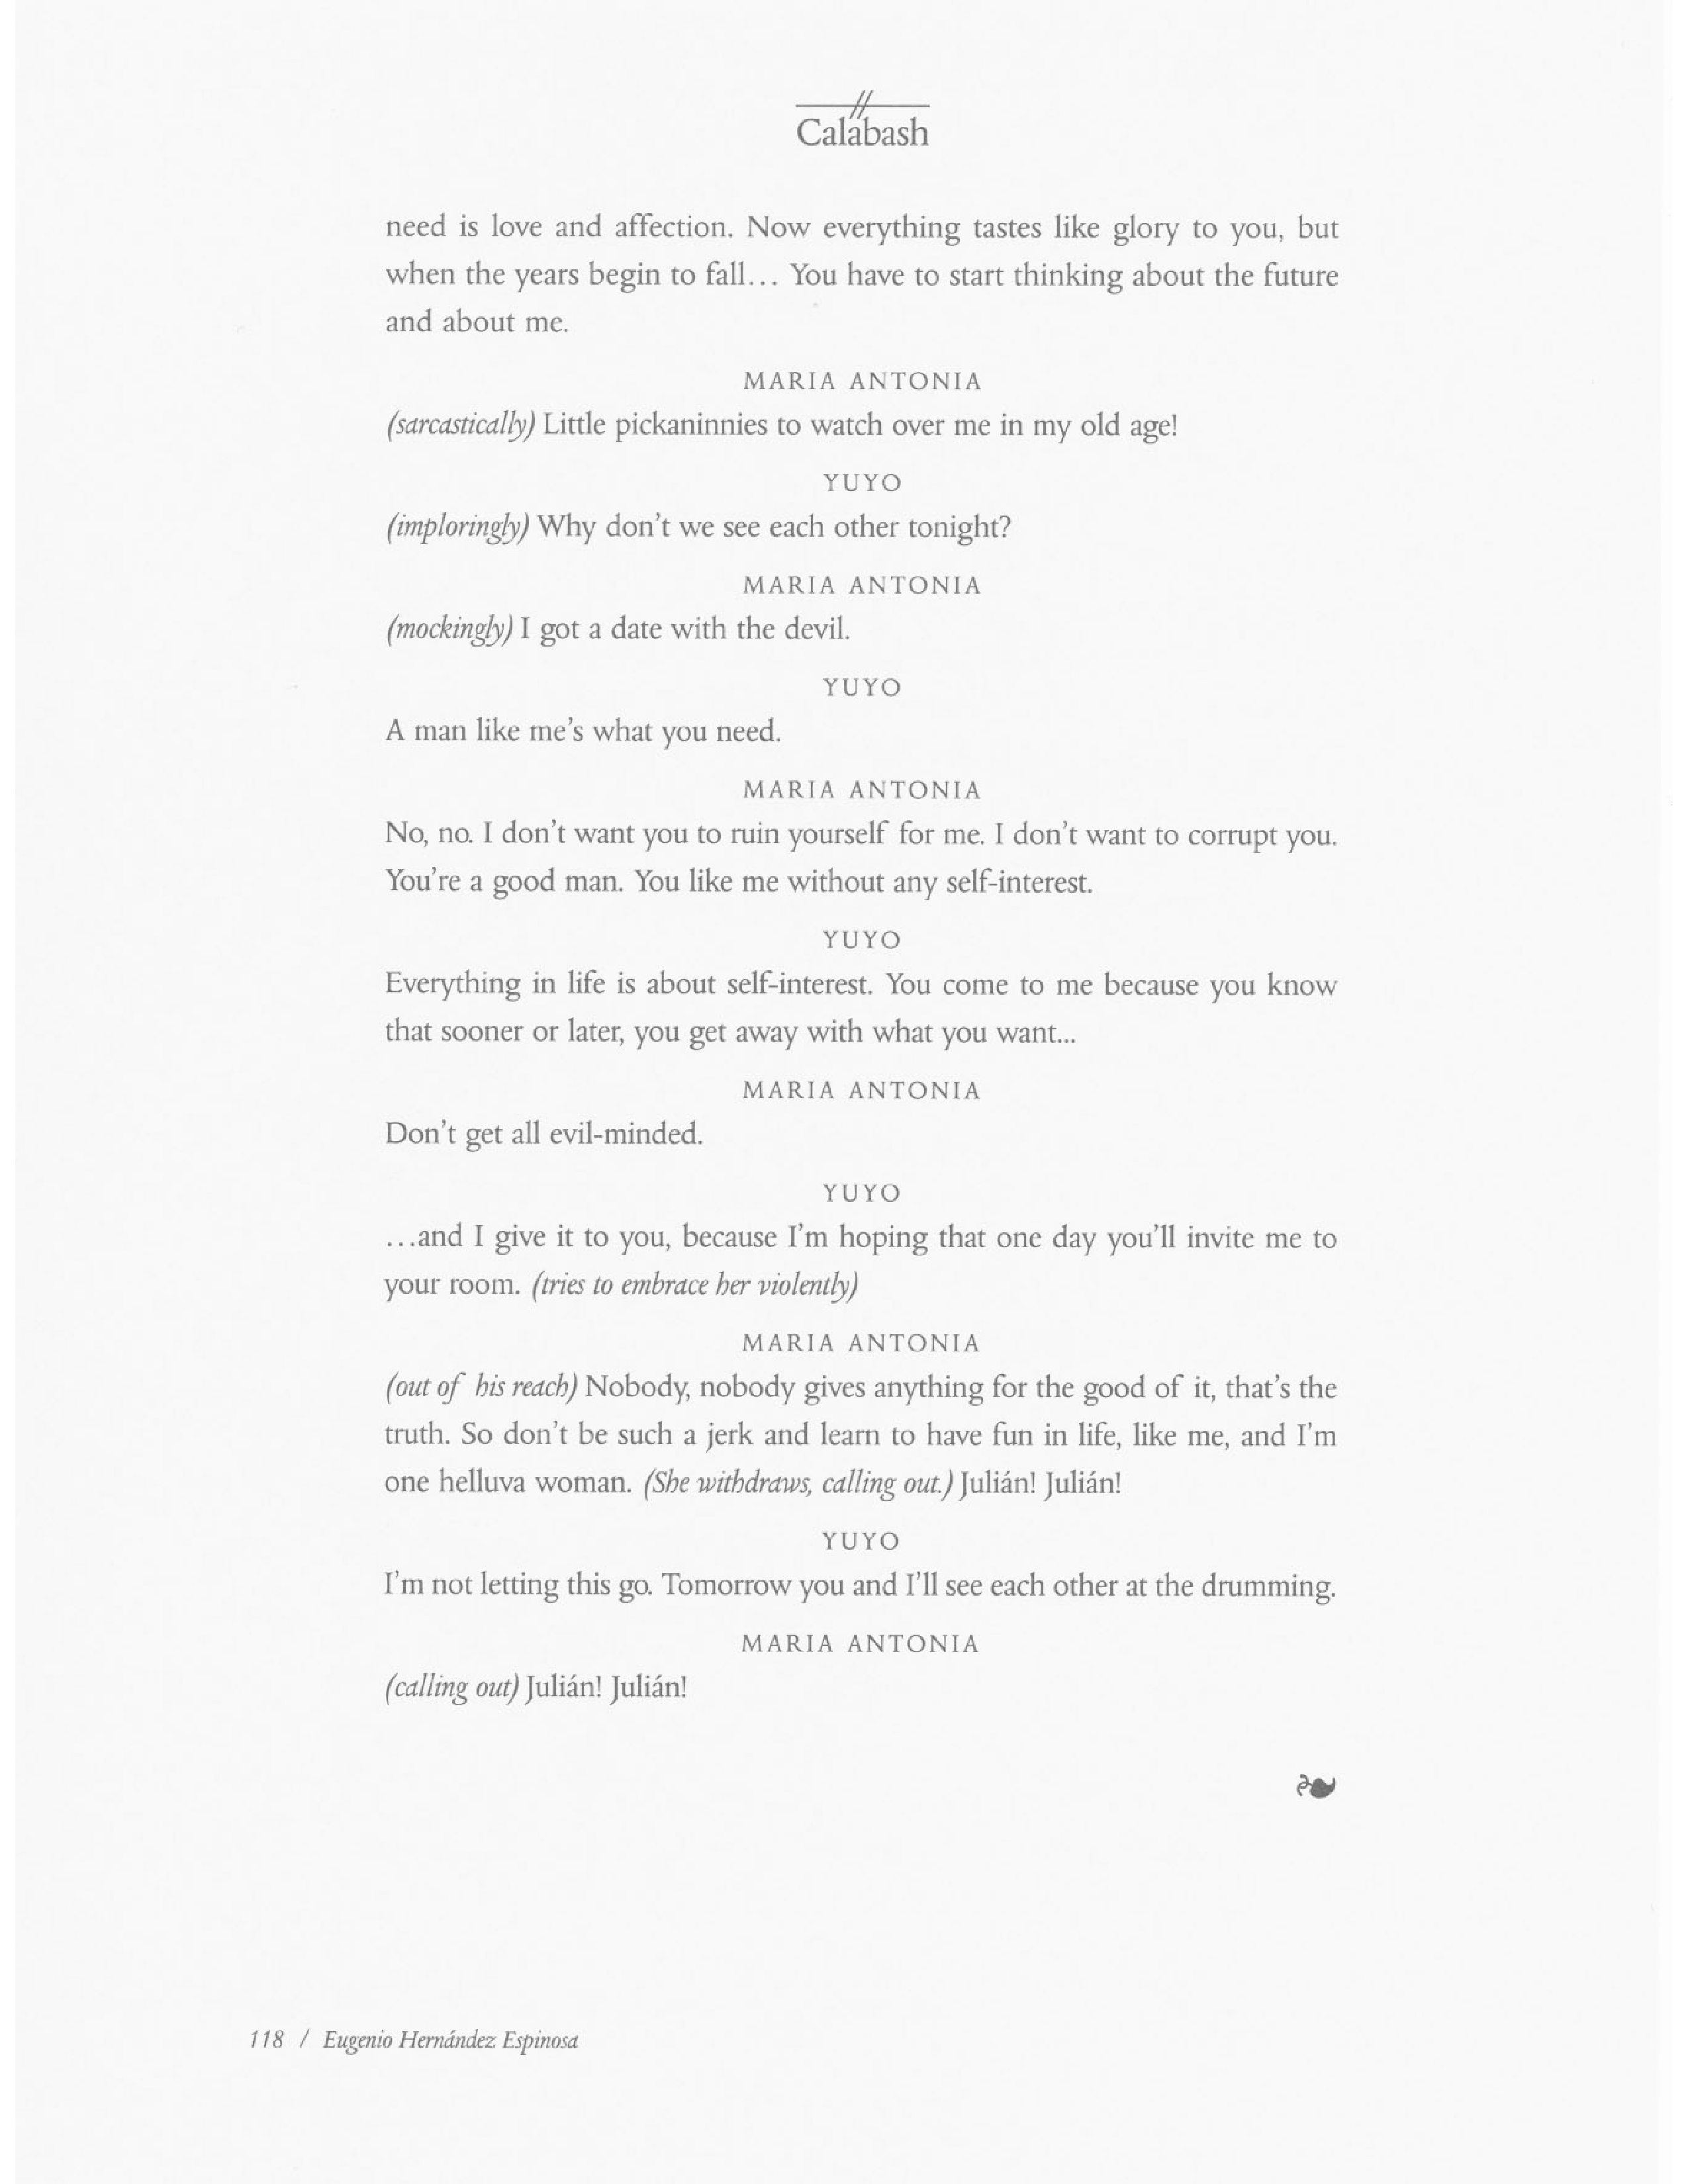 Calabash
need is love and affection. Now everything tastes like glory to you, but
when the years begin to fall... You have to start thinking about the future
and about me.
MARIA ANTONIA
(sarcastically) Little pickaninnies to watch over me in my old age!
YUYO
(imploringly) Why don't we see each other tonight?
MARIA ANTONIA
(mockingly) I got a date with the devil.
YUYO
A man like me's what you need.
MARIA ANTONIA
No, no. I don't want you to ruin yourself for me. I don't want to corrupt you.
You're a good man. You like me without any self-interest.
YUYO
Everything in life is about self-interest. You come to me because you know
that sooner or later, you get away with what you want...
MARIA ANTONIA
Don't get all evil-minded.
YUYO
...and I give it to you, because I'm hoping that one day you'll invite me to
your room. (tries to embrace her violently)
MARIA ANTONIA
(out of his reach) Nobody, nobody gives anything for the good of it, that's the
truth. So don't be such a jerk and learn to have fun in life, like me, and I'm
one helluva woman. (She withdraws, calling out.) Julián! Julián!
YUYO
I'm not letting this go. Tomorrow you and I'll see each other at the drumming.
MARIA ANTONIA
(calling out) Julián! Julián!
118 / Eugenio Hernández Espinosa